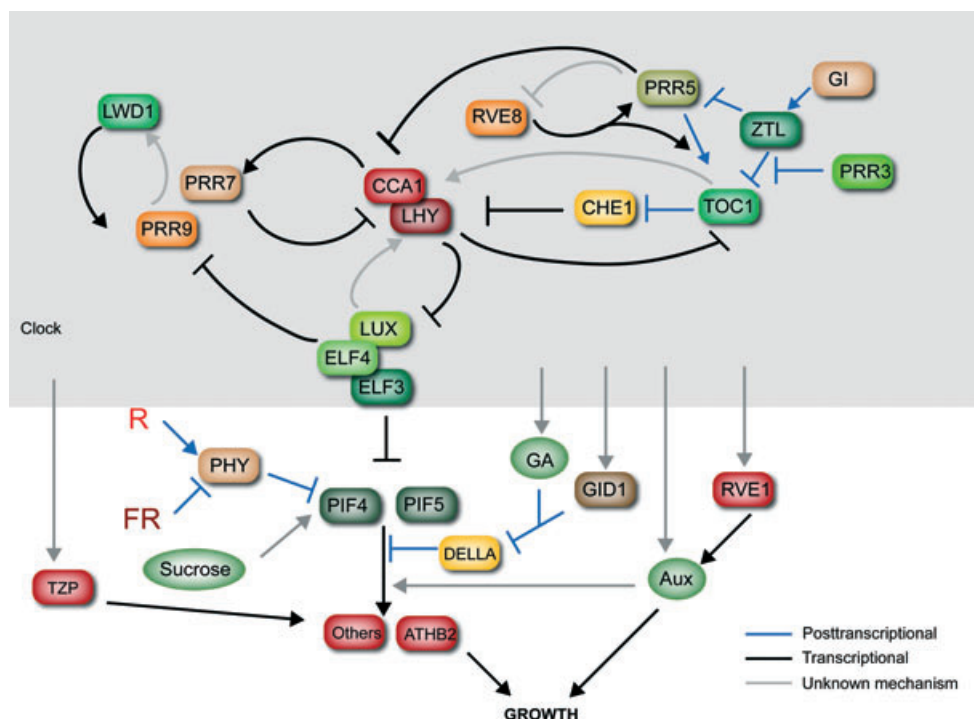 PRR5
GI
LWD1
RVE8
ZTL
PRR7
CCA1
PRR3
LHY
CHE1
TOC1
PRR9
Clock
LUX
ELF4
ELF3
R
PHY
GA
FR
PIF4
PIF5
GID1
RVE1
Sucrose
DELLA
TZP
Aux
Others
ATHB2
Posttranscriptional
Transcriptional
Unknown mechanism
GROWTH